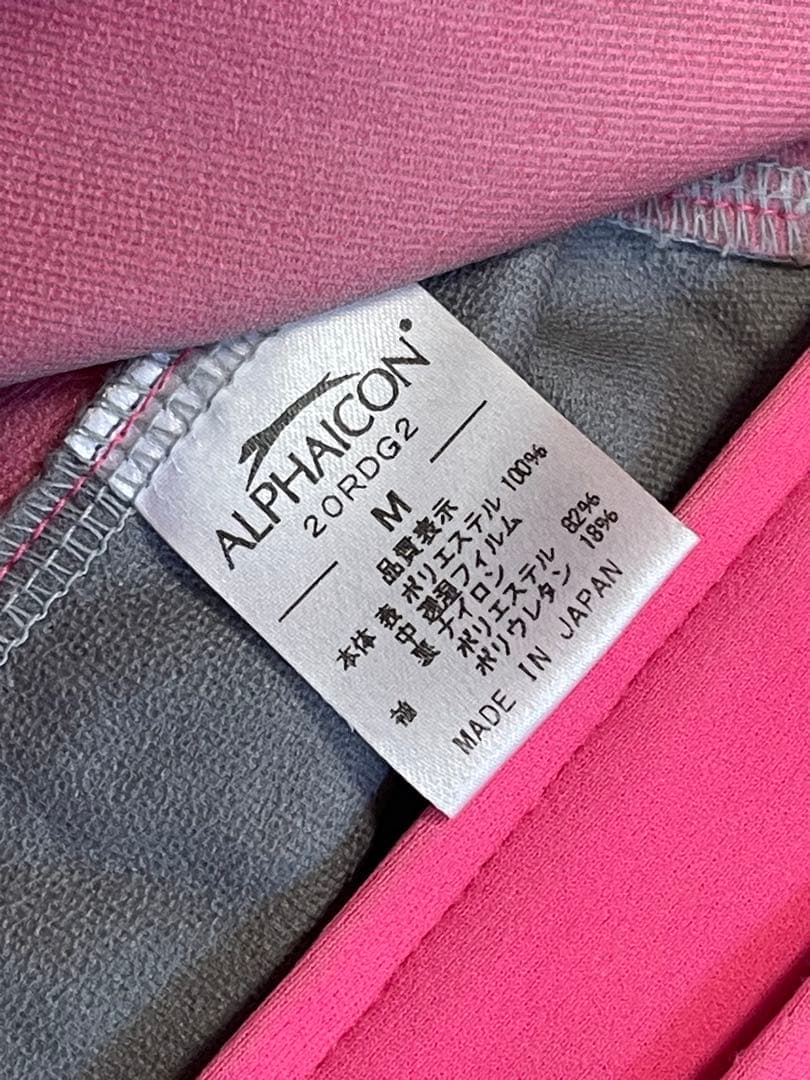 ALPHAICON®
20RDG2
M
品質表示
本体 表 ポリエステル 100%
中 透湿フィルム
裏 ナイロン
袖 ポリエステル 82%
ポリウレタン 18%
MADE IN JAPAN